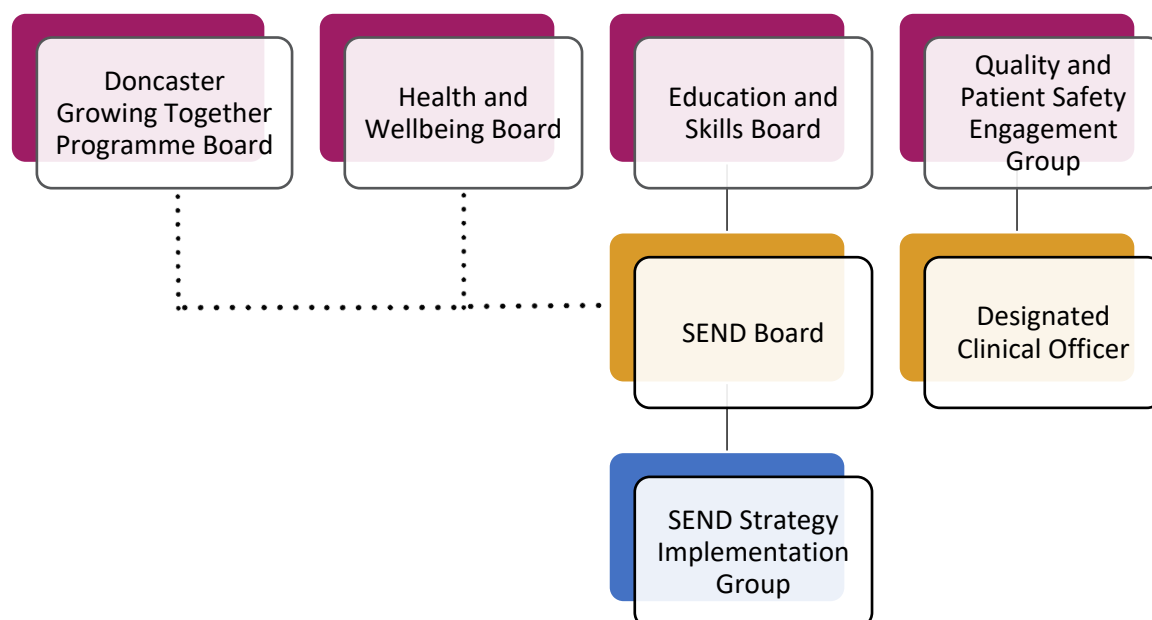 Doncaster
Growing Together
Programme Board
Health and
Wellbeing Board
Education and
Skills Board
Quality and
Patient Safety
Engagement
Group
SEND Board
Designated
Clinical Officer
SEND Strategy
Implementation
Group